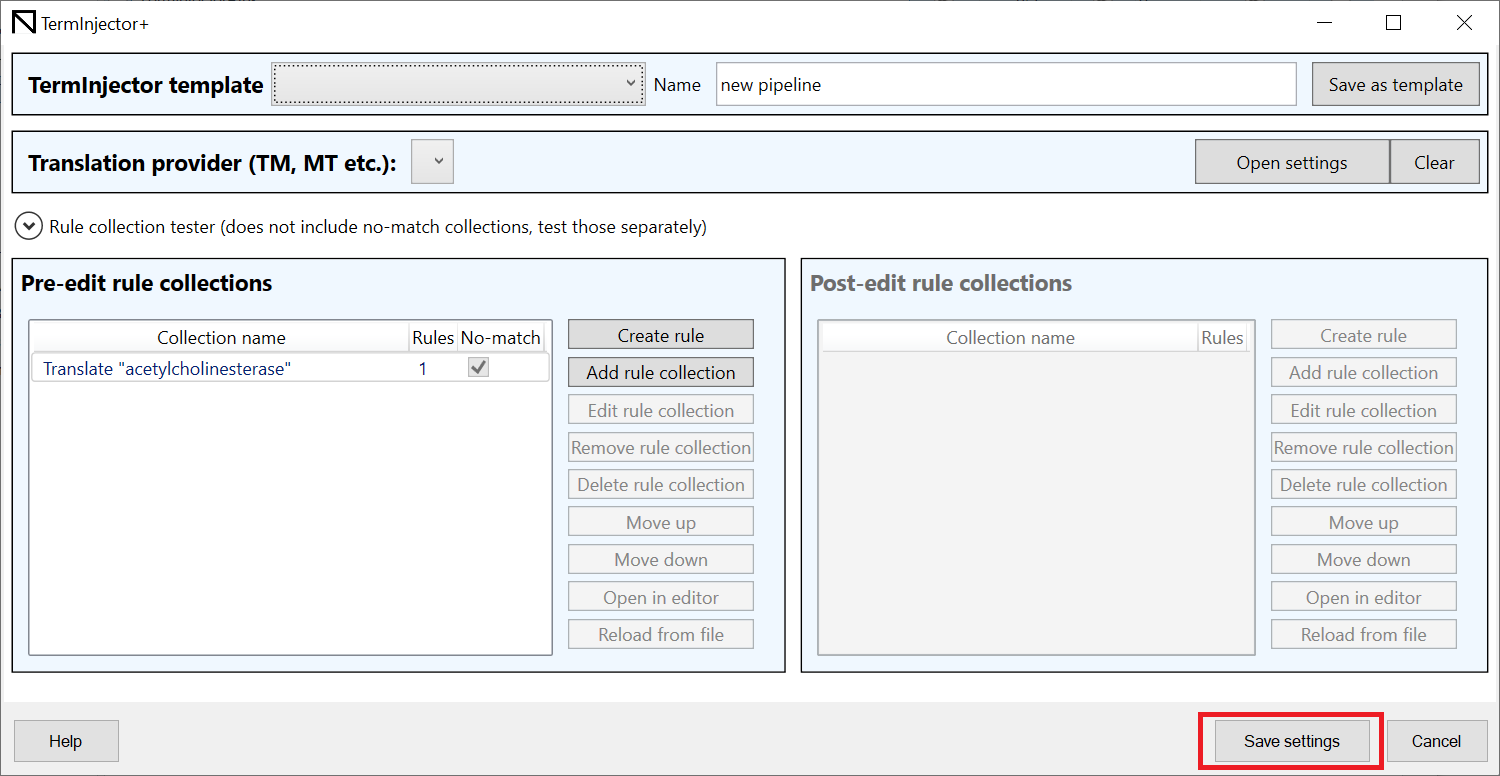 TermInjector+
TermInjector template Name new pipeline Save as template
Translation provider (TM, MT etc.): Open settings Clear
Rule collection tester (does not include no-match collections, test those separately)
Pre-edit rule collections
Collection name Rules No-match
Translate "acetylcholinesterase" 1
Create rule
Add rule collection
Edit rule collection
Remove rule collection
Delete rule collection
Move up
Move down
Open in editor
Reload from file
Post-edit rule collections
Collection name Rules
Create rule
Add rule collection
Edit rule collection
Remove rule collection
Delete rule collection
Move up
Move down
Open in editor
Reload from file
Help Save settings Cancel